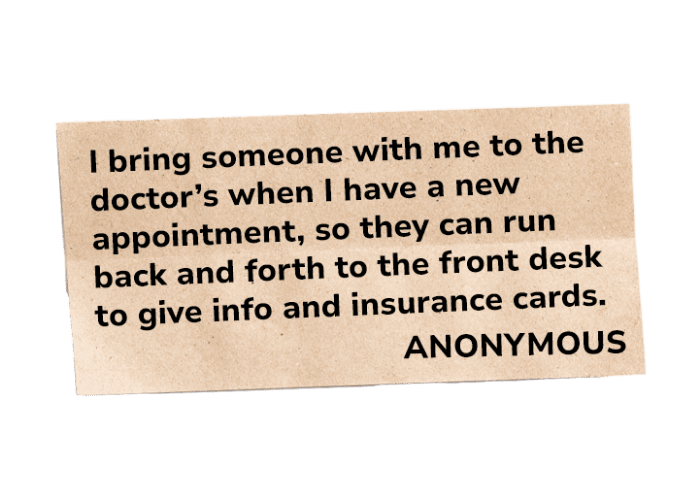 I bring someone with me to the
doctor’s when I have a new
appointment, so they can run
back and forth to the front desk
to give info and insurance cards.
ANONYMOUS